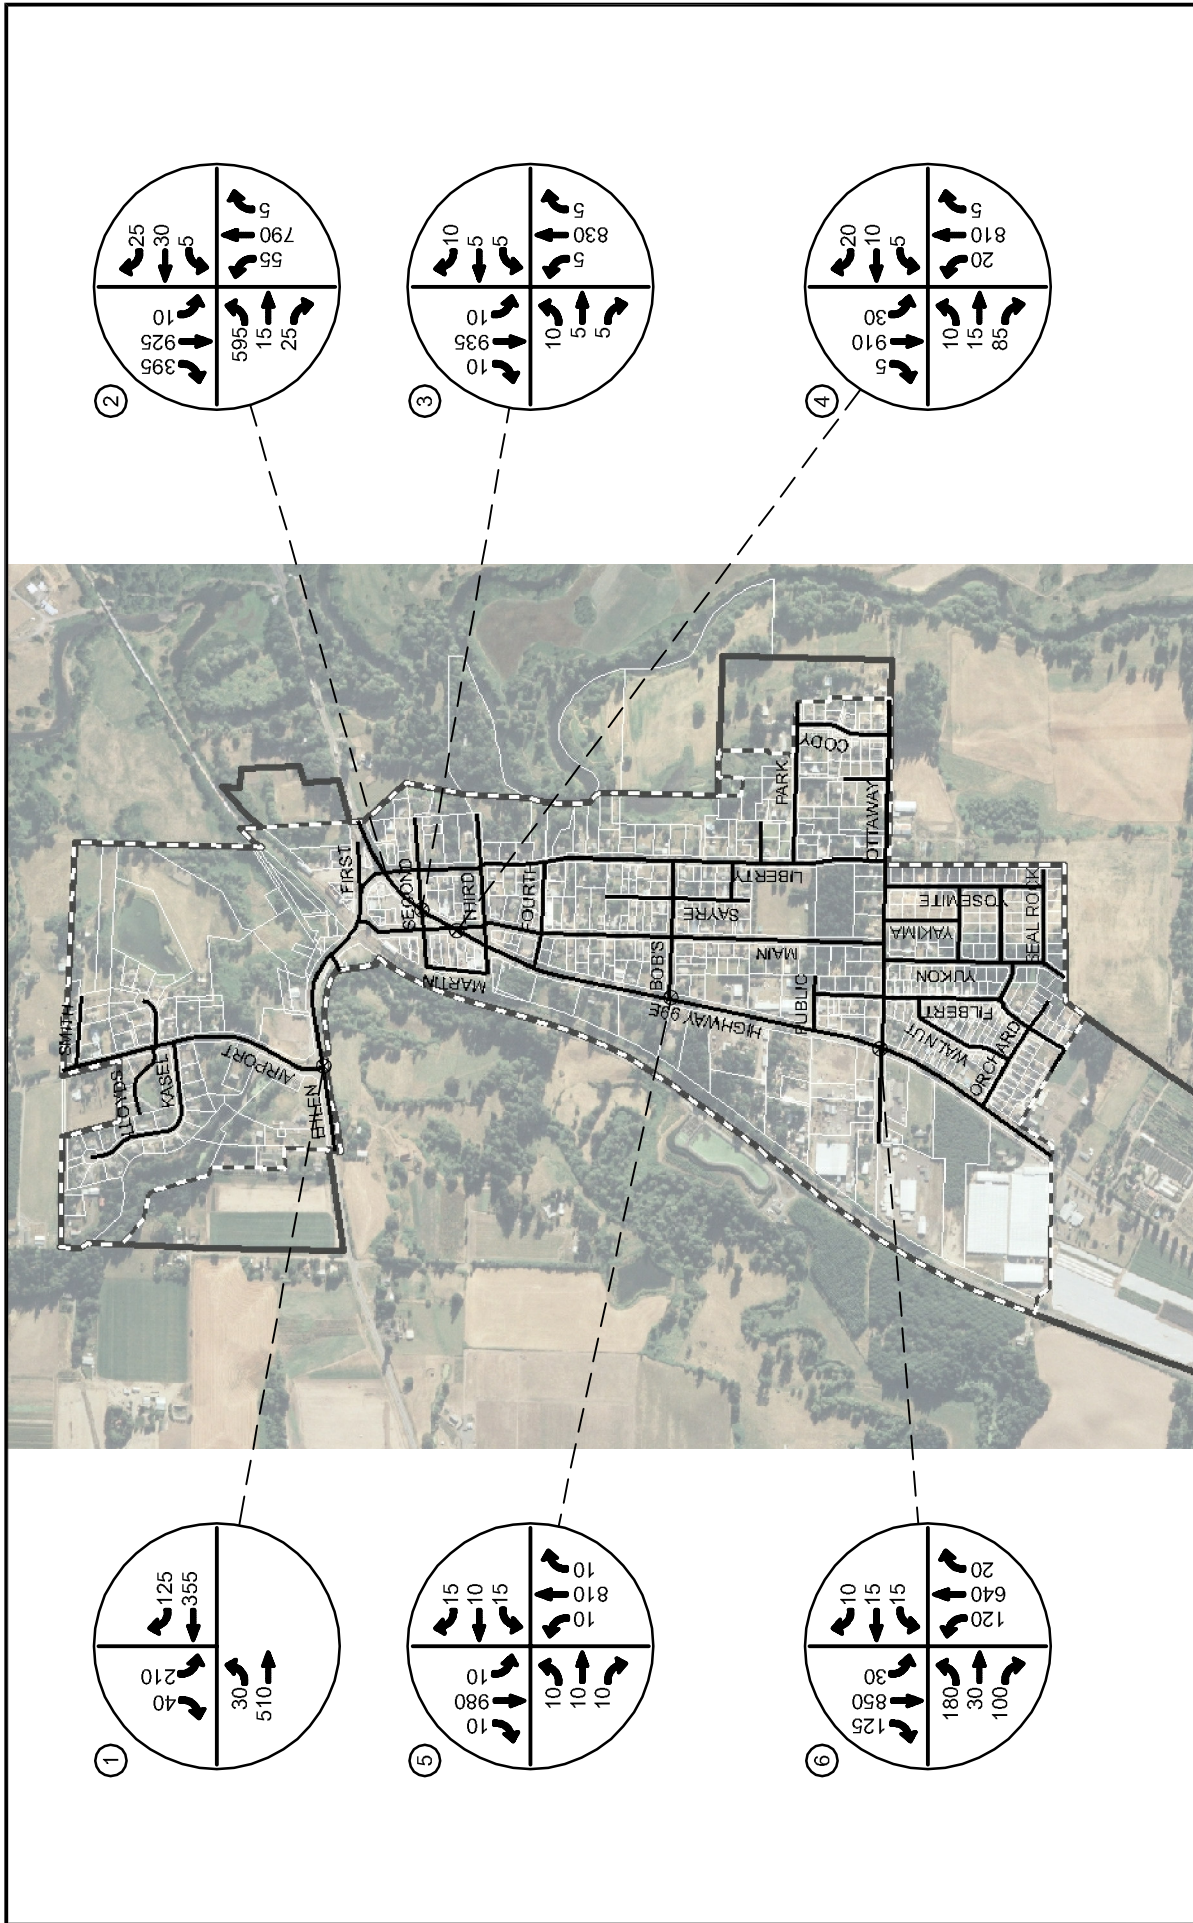 2
395
925
10
25
30
5
595
15
25
55
790
5
3
10
935
10
10
5
5
10
5
5
5
830
5
4
5
910
30
20
10
5
10
15
85
20
810
5
SMITH
LLOYDS
KASEL
AIRPORT
EHLEN
FIRST
SECOND
THIRD
FOURTH
MARTIN
BOB'S
HIGHWAY 99E
PUBLIC
MAIN
SAYRE
LIBERTY
PARK
CODY
OTTAWAY
YOSEMITE
YAKIMA
YUKON
SEALROCK
FILBERT
WALNUT
ORCHARD
1
40
210
125
355
30
510
5
10
980
10
15
10
15
10
10
10
10
810
10
6
125
850
30
10
15
15
180
30
100
120
640
20